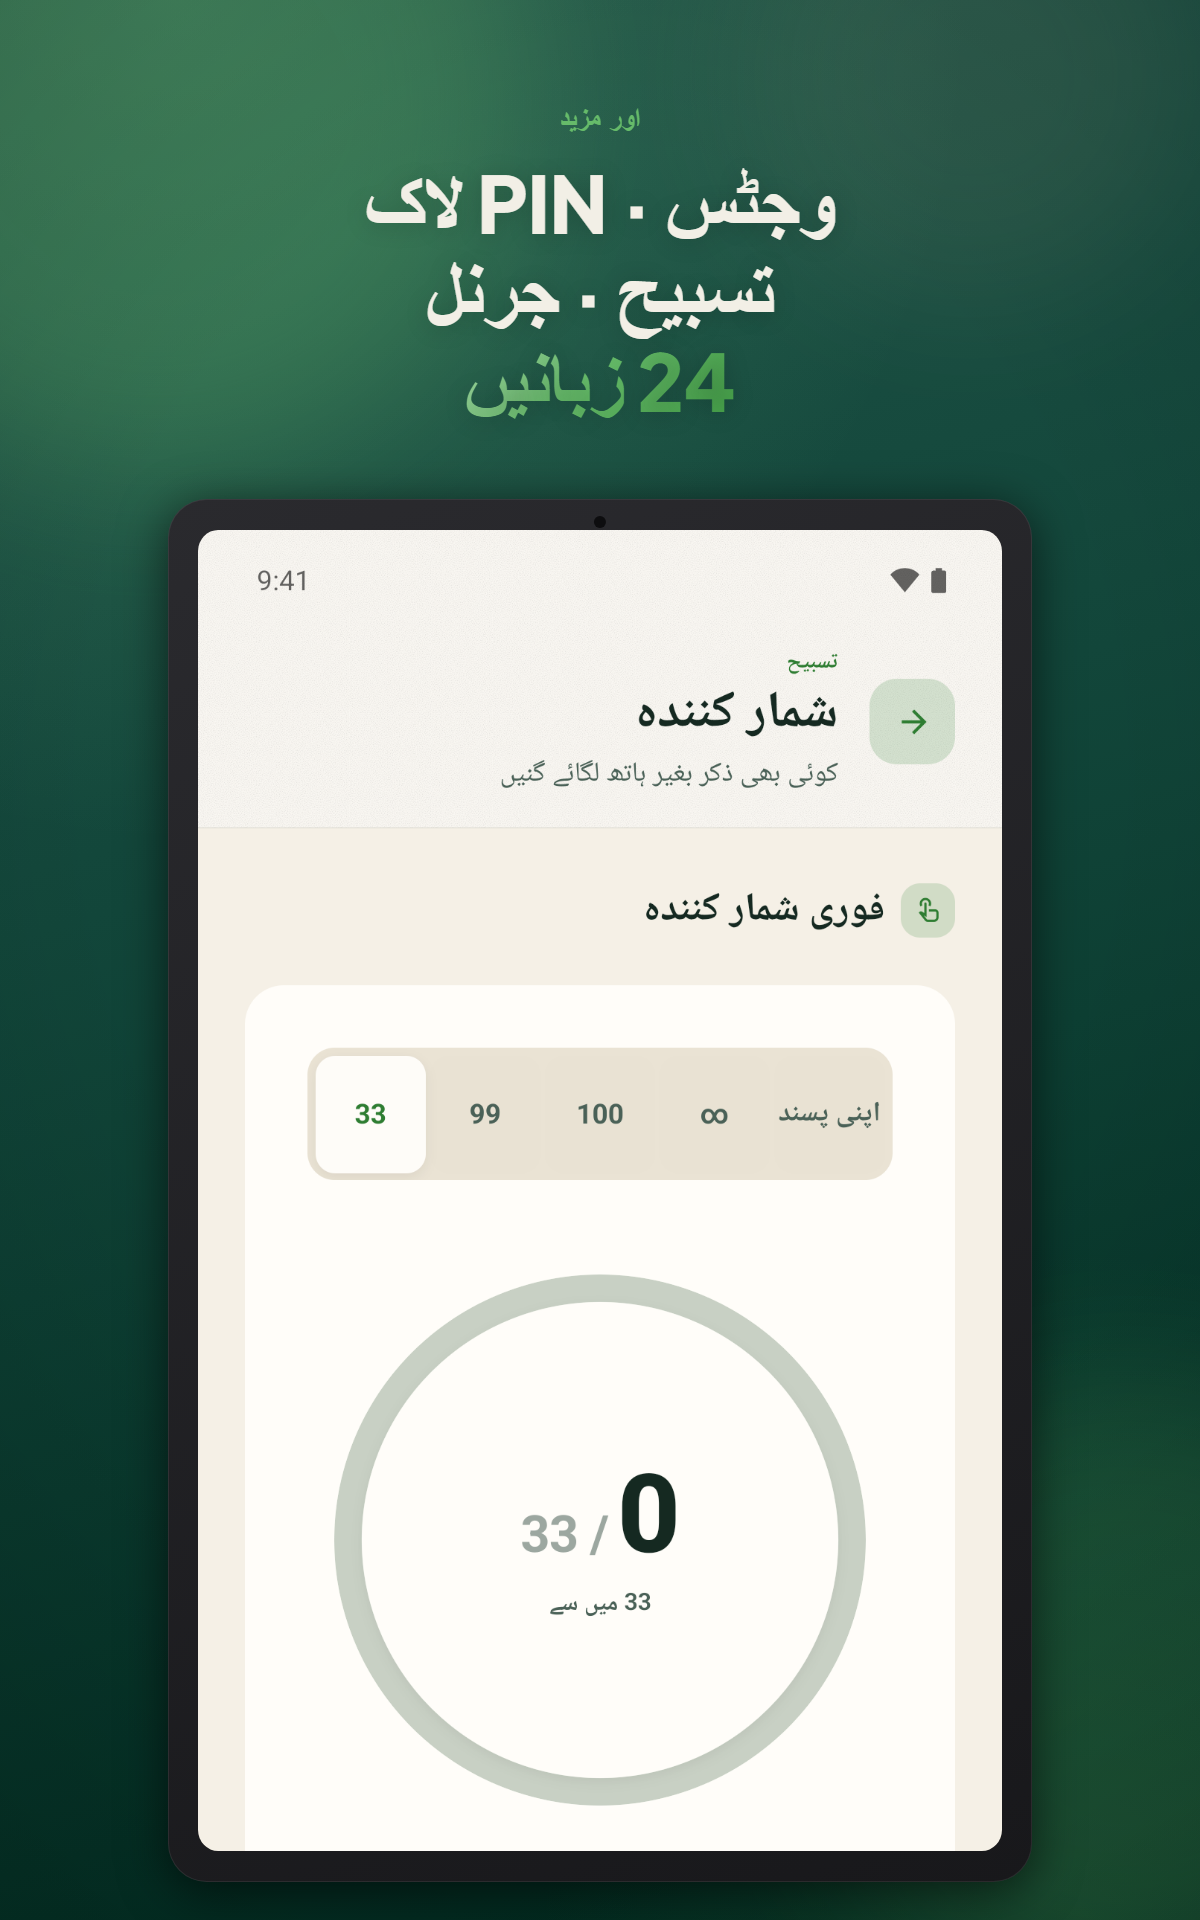 اور مزید
وجٹس · PIN لاک
تسبیح · جرنل
24 زبانیں
9:41
تسبیح
شمار کنندہ
کوئی بھی ذکر بغیر ہاتھ لگائے گنیں
فوری شمار کنندہ
33 99 100 ∞ اپنی پسند
0 / 33
33 میں سے